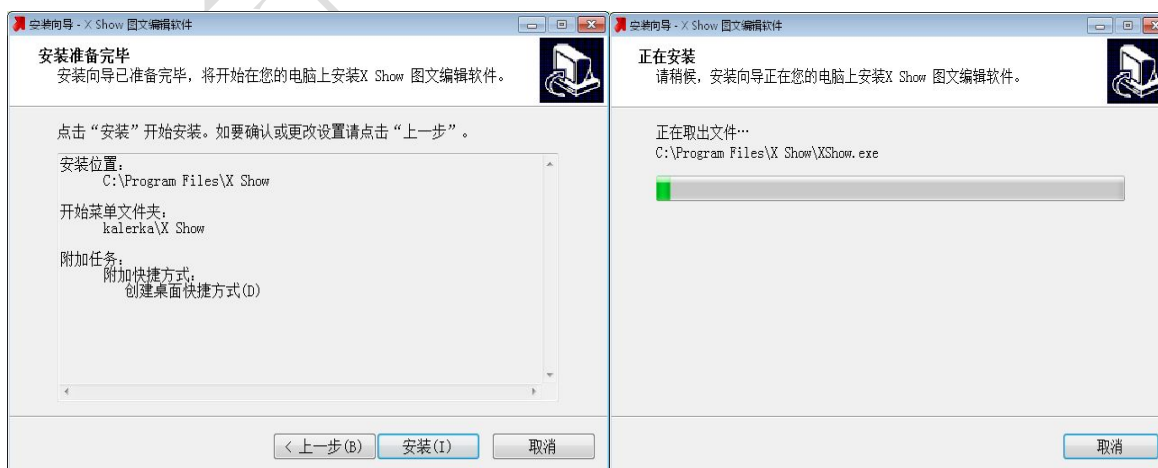 安装向导 - X Show 图文编辑软件
安装准备完毕
安装向导已准备完毕，将开始在您的电脑上安装X Show 图文编辑软件。
点击“安装”开始安装。如要确认或更改设置请点击“上一步”。
安装位置：
C:\Program Files\X Show
开始菜单文件夹：
kalerka\X Show
附加任务：
附加快捷方式：
创建桌面快捷方式(D)
< 上一步(B)
安装(I)
取消
安装向导 - X Show 图文编辑软件
正在安装
请稍候，安装向导正在您的电脑上安装X Show 图文编辑软件。
正在取出文件…
C:\Program Files\X Show\XShow.exe
取消